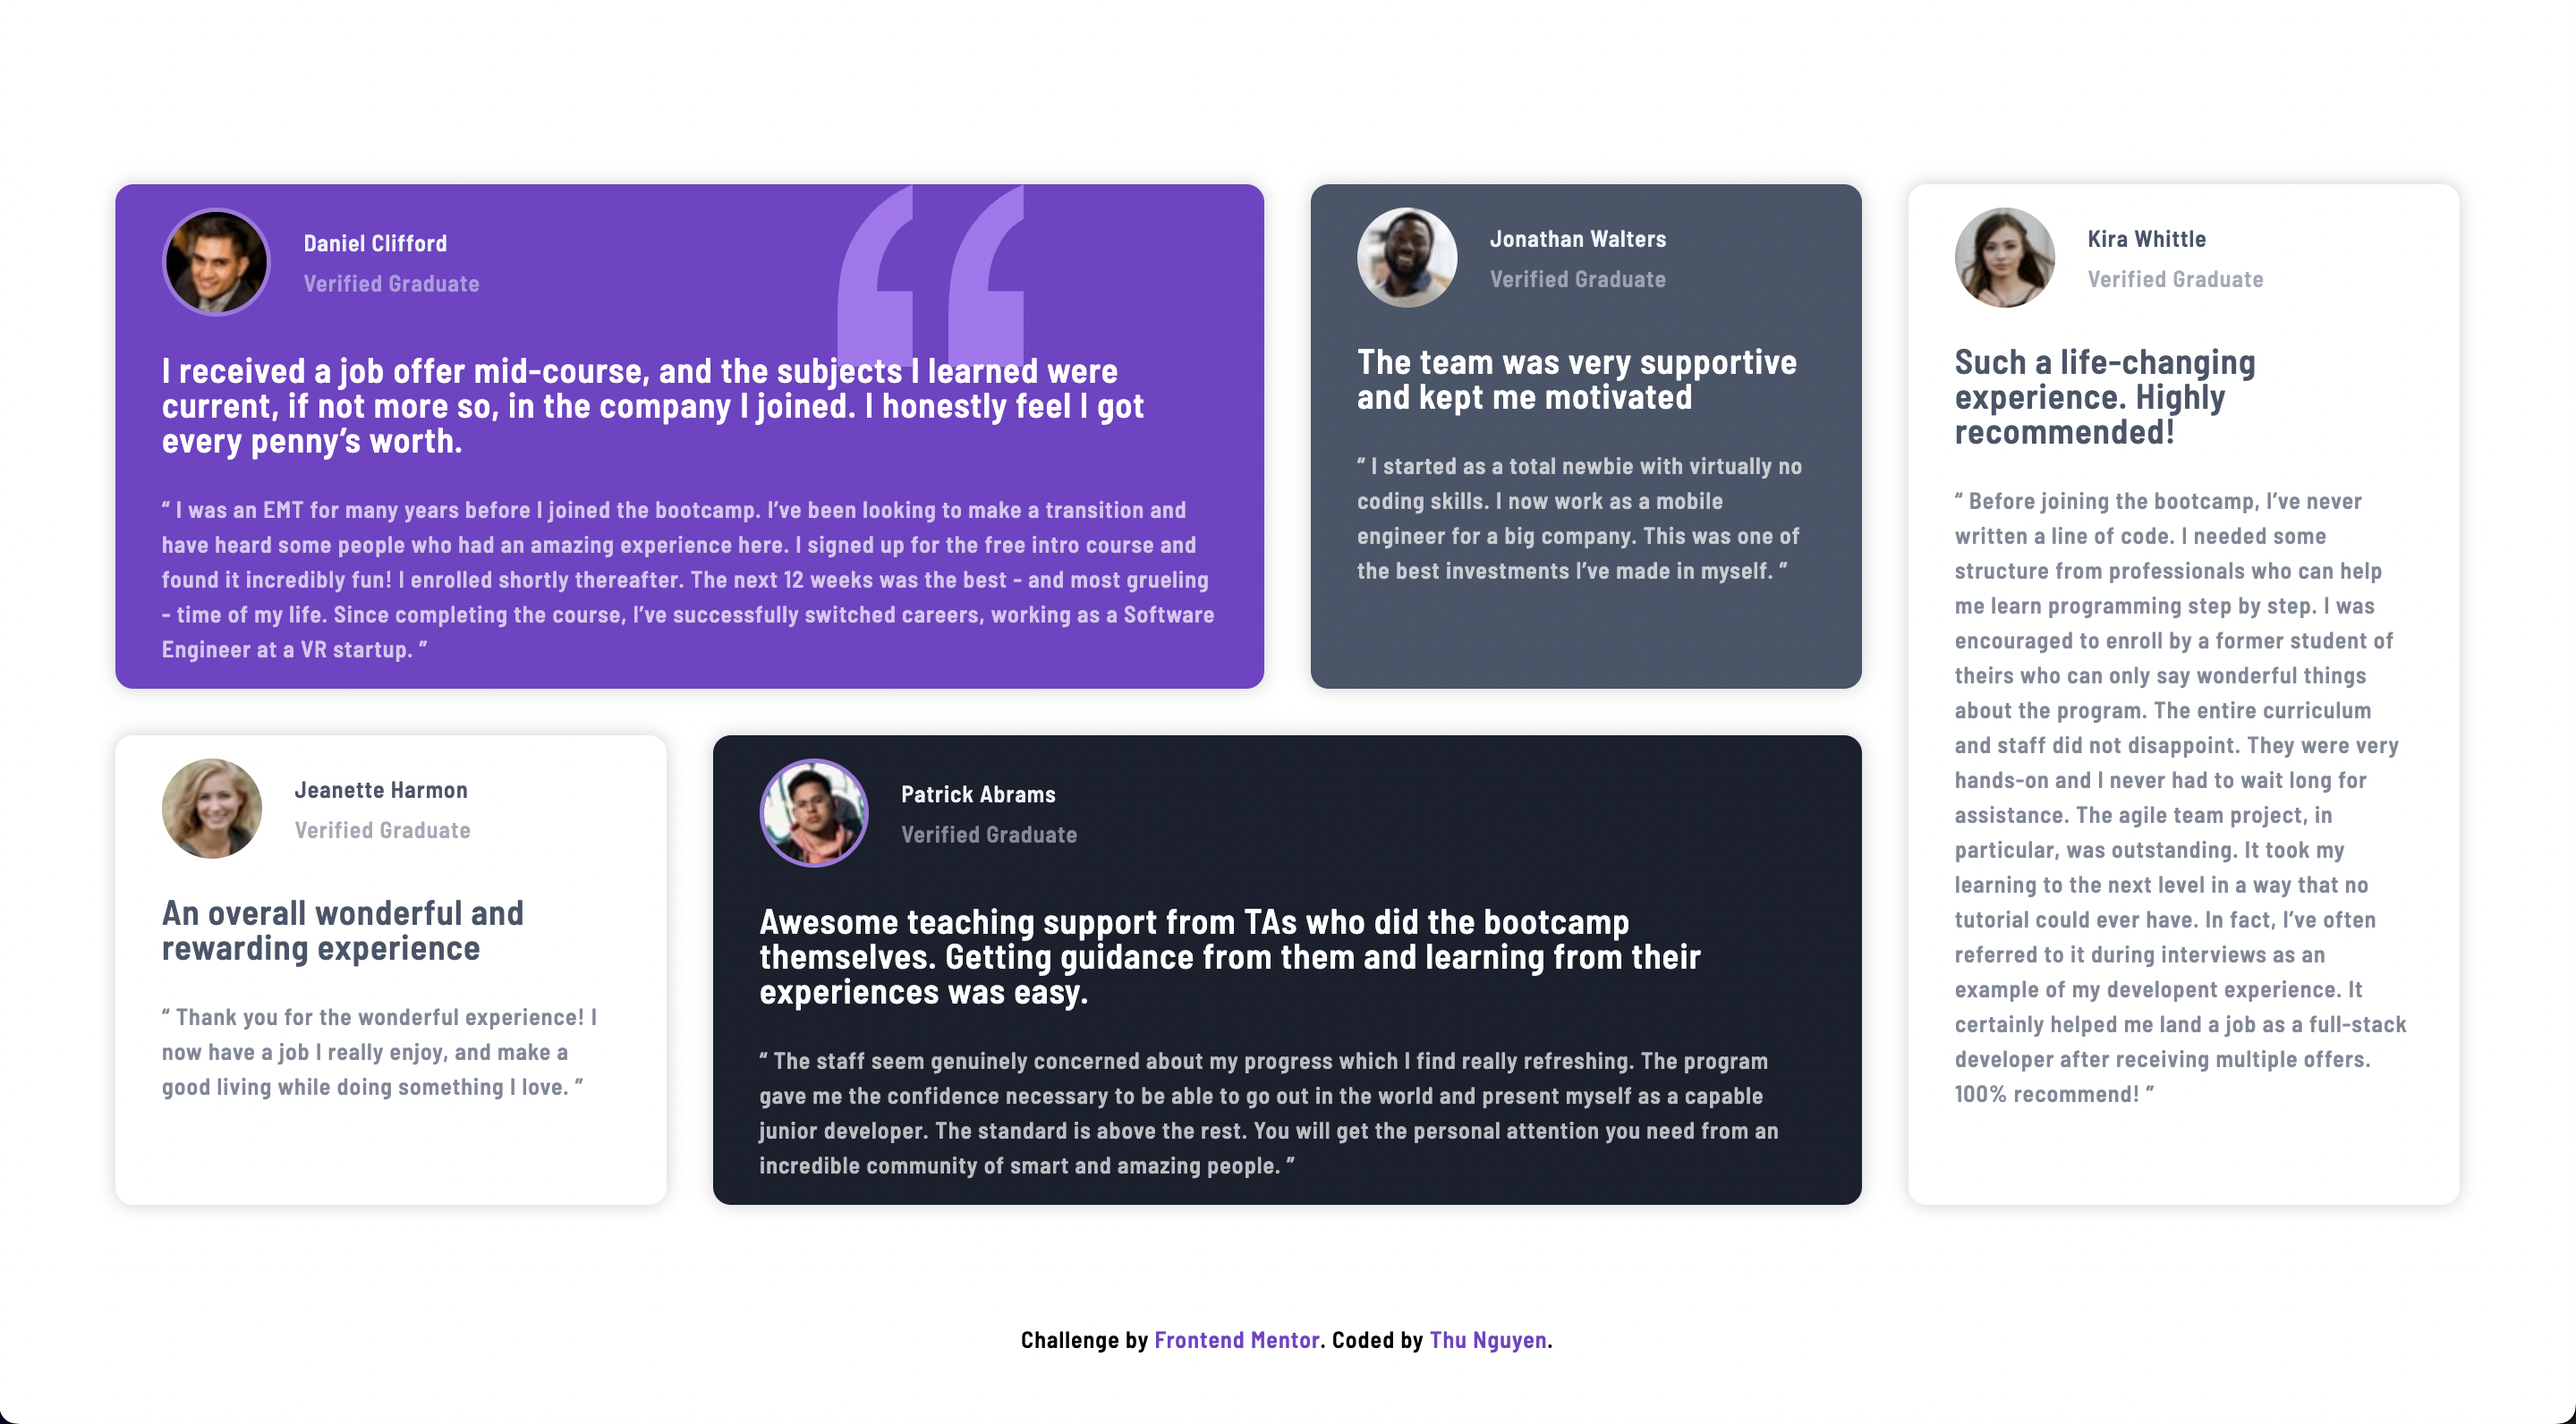 Daniel Clifford
Verified Graduate
I received a job offer mid-course, and the subjects I learned were
current, if not more so, in the company I joined. I honestly feel I got
every penny’s worth.
“ I was an EMT for many years before I joined the bootcamp. I’ve been looking to make a transition and
have heard some people who had an amazing experience here. I signed up for the free intro course and
found it incredibly fun! I enrolled shortly thereafter. The next 12 weeks was the best - and most grueling
- time of my life. Since completing the course, I’ve successfully switched careers, working as a Software
Engineer at a VR startup. ”
Jonathan Walters
Verified Graduate
The team was very supportive
and kept me motivated
“ I started as a total newbie with virtually no
coding skills. I now work as a mobile
engineer for a big company. This was one of
the best investments I’ve made in myself. ”
Kira Whittle
Verified Graduate
Such a life-changing
experience. Highly
recommended!
“ Before joining the bootcamp, I’ve never
written a line of code. I needed some
structure from professionals who can help
me learn programming step by step. I was
encouraged to enroll by a former student of
theirs who can only say wonderful things
about the program. The entire curriculum
and staff did not disappoint. They were very
hands-on and I never had to wait long for
assistance. The agile team project, in
particular, was outstanding. It took my
learning to the next level in a way that no
tutorial could ever have. In fact, I’ve often
referred to it during interviews as an
example of my developent experience. It
certainly helped me land a job as a full-stack
developer after receiving multiple offers.
100% recommend! ”
Jeanette Harmon
Verified Graduate
An overall wonderful and
rewarding experience
“ Thank you for the wonderful experience! I
now have a job I really enjoy, and make a
good living while doing something I love. ”
Patrick Abrams
Verified Graduate
Awesome teaching support from TAs who did the bootcamp
themselves. Getting guidance from them and learning from their
experiences was easy.
“ The staff seem genuinely concerned about my progress which I find really refreshing. The program
gave me the confidence necessary to be able to go out in the world and present myself as a capable
junior developer. The standard is above the rest. You will get the personal attention you need from an
incredible community of smart and amazing people. ”
Challenge by Frontend Mentor. Coded by Thu Nguyen.